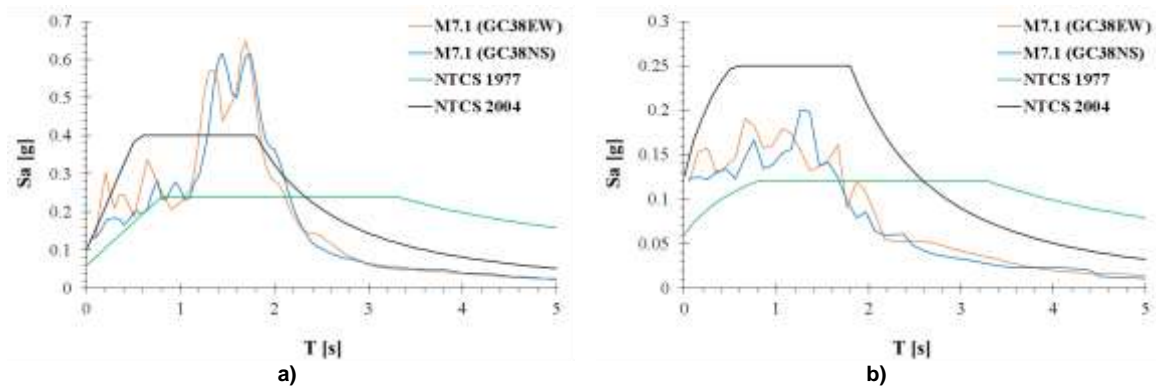 0.7
0.6
0.5
0.4
0.3
0.2
0.1
0
Sa [g]
0 1 2 3 4 5
T [s]
M7.1 (GC38EW)
M7.1 (GC38NS)
NTCS 1977
NTCS 2004
a)
0.3
0.25
0.2
0.15
0.1
0.05
0
Sa [g]
0 1 2 3 4 5
T [s]
M7.1 (GC38EW)
M7.1 (GC38NS)
NTCS 1977
NTCS 2004
b)